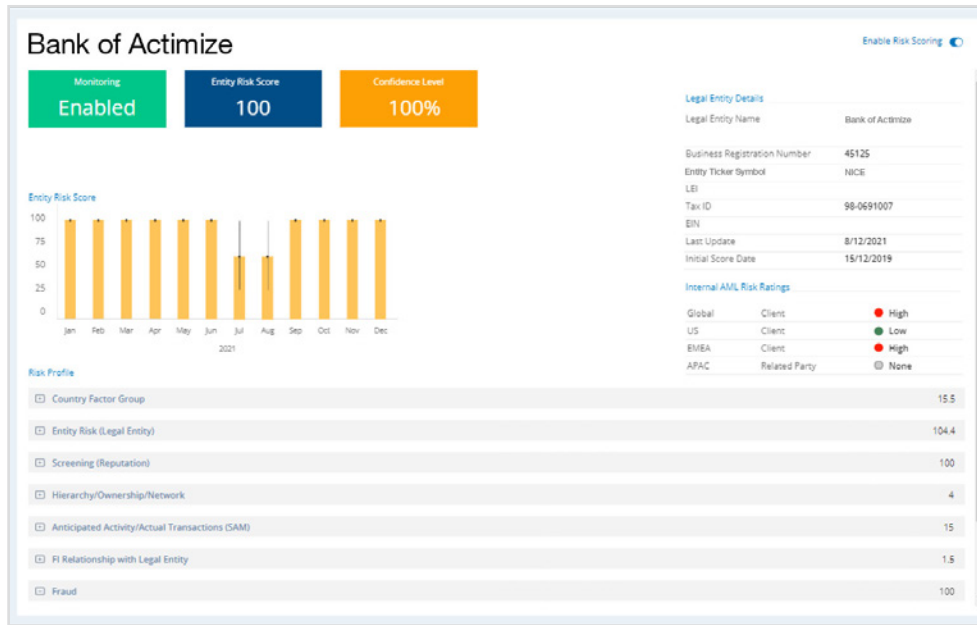 Bank of Actimize
Enable Risk Scoring
Monitoring
Enabled
Entity Risk Score
100
Confidence Level
100%
Legal Entity Details
Legal Entity Name Bank of Actimize
Business Registration Number 45125
Entity Ticker Symbol NICE
LEI
Tax ID 98-0691007
EIN
Last Update 8/12/2021
Initial Score Date 15/12/2019
Internal AML Risk Ratings
Global Client High
US Client Low
EMEA Client High
APAC Related Party None
Entity Risk Score
100
75
50
25
0
Jan Feb Mar Apr May Jun Jul Aug Sep Oct Nov Dec
2021
Risk Profile
Country Factor Group 15.5
Entity Risk (Legal Entity) 104.4
Screening (Reputation) 100
Hierarchy/Ownership/Network 4
Anticipated Activity/Actual Transactions (SAM) 15
FI Relationship with Legal Entity 1.5
Fraud 100